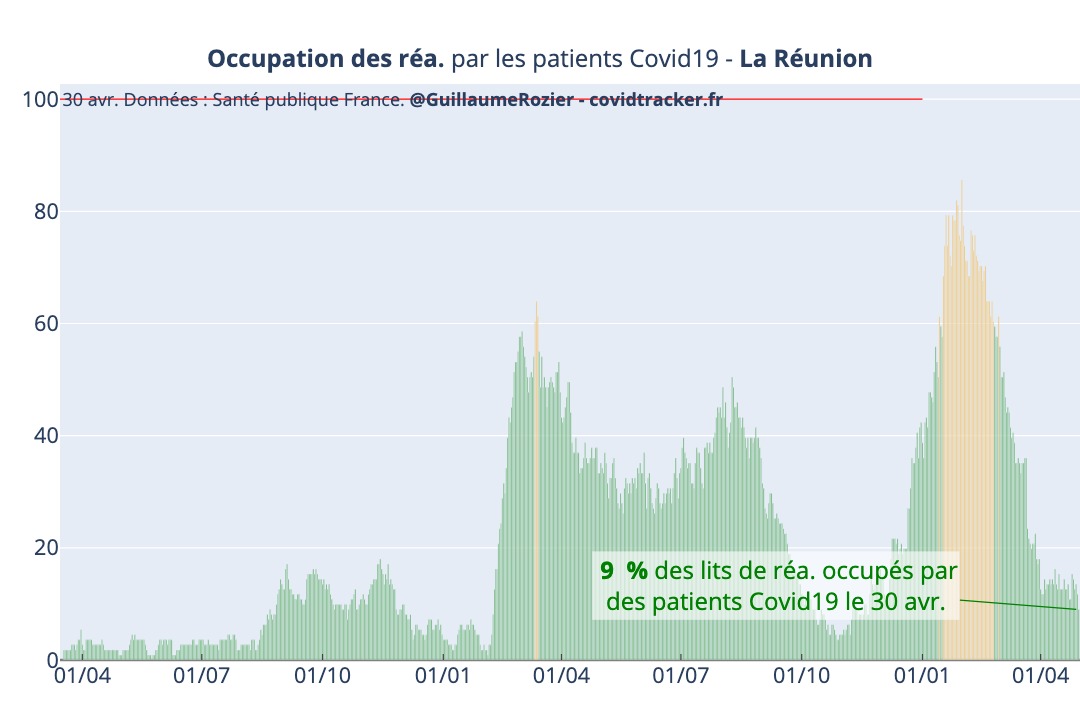 Occupation des réa. par les patients Covid19 - La Réunion
30 avr. Données : Santé publique France. @GuillaumeRozier - covidtracker.fr
100
80
60
40
20
0
9 % des lits de réa. occupés par
des patients Covid19 le 30 avr.
01/04 01/07 01/10 01/01 01/04 01/07 01/10 01/01 01/04